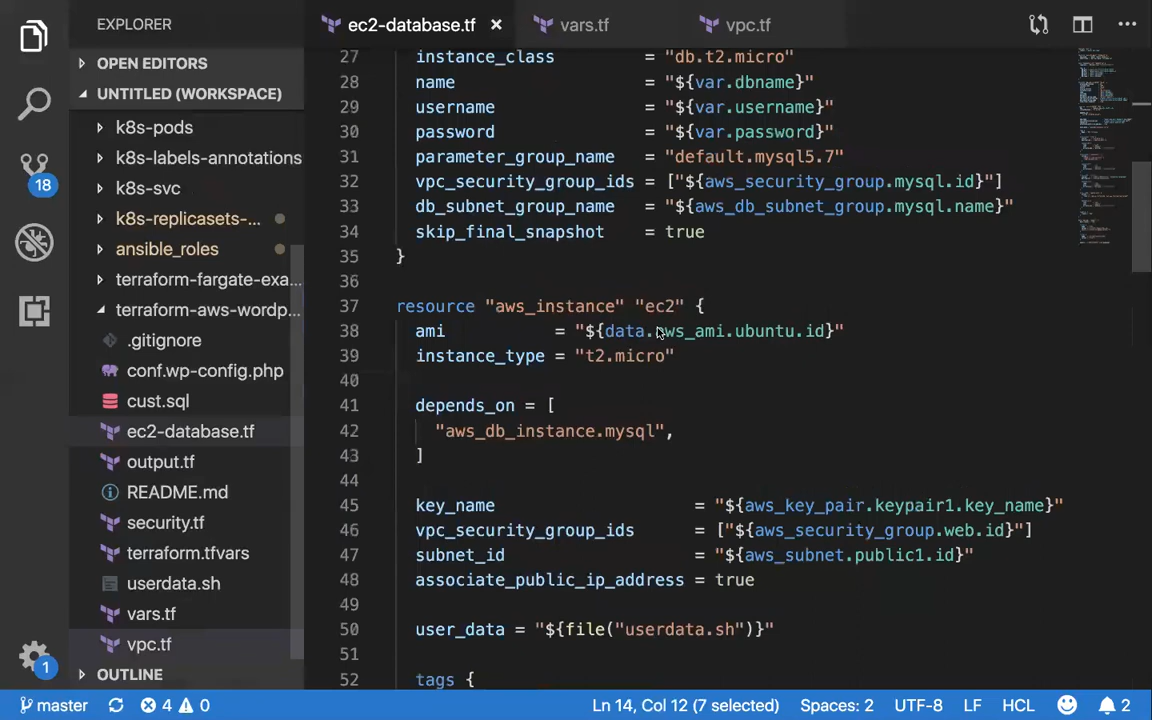 EXPLORER
OPEN EDITORS
UNTITLED (WORKSPACE)
k8s-pods
k8s-labels-annotations
k8s-svc
k8s-replicasets-...
ansible_roles
terraform-fargate-exa...
terraform-aws-wordp...
.gitignore
conf.wp-config.php
cust.sql
ec2-database.tf
output.tf
README.md
security.tf
terraform.tfvars
userdata.sh
vars.tf
vpc.tf
OUTLINE
18
1
ec2-database.tf × vars.tf vpc.tf
27 instance_class = "db.t2.micro"
28 name = "${var.dbname}"
29 username = "${var.username}"
30 password = "${var.password}"
31 parameter_group_name = "default.mysql5.7"
32 vpc_security_group_ids = ["${aws_security_group.mysql.id}"]
33 db_subnet_group_name = "${aws_db_subnet_group.mysql.name}"
34 skip_final_snapshot = true
35 }
36
37 resource "aws_instance" "ec2" {
38 ami = "${data.aws_ami.ubuntu.id}"
39 instance_type = "t2.micro"
40
41 depends_on = [
42 "aws_db_instance.mysql",
43 ]
44
45 key_name = "${aws_key_pair.keypair1.key_name}"
46 vpc_security_group_ids = ["${aws_security_group.web.id}"]
47 subnet_id = "${aws_subnet.public1.id}"
48 associate_public_ip_address = true
49
50 user_data = "${file("userdata.sh")}"
51
52 tags {
master 4 0 Ln 14, Col 12 (7 selected) Spaces: 2 UTF-8 LF HCL 2